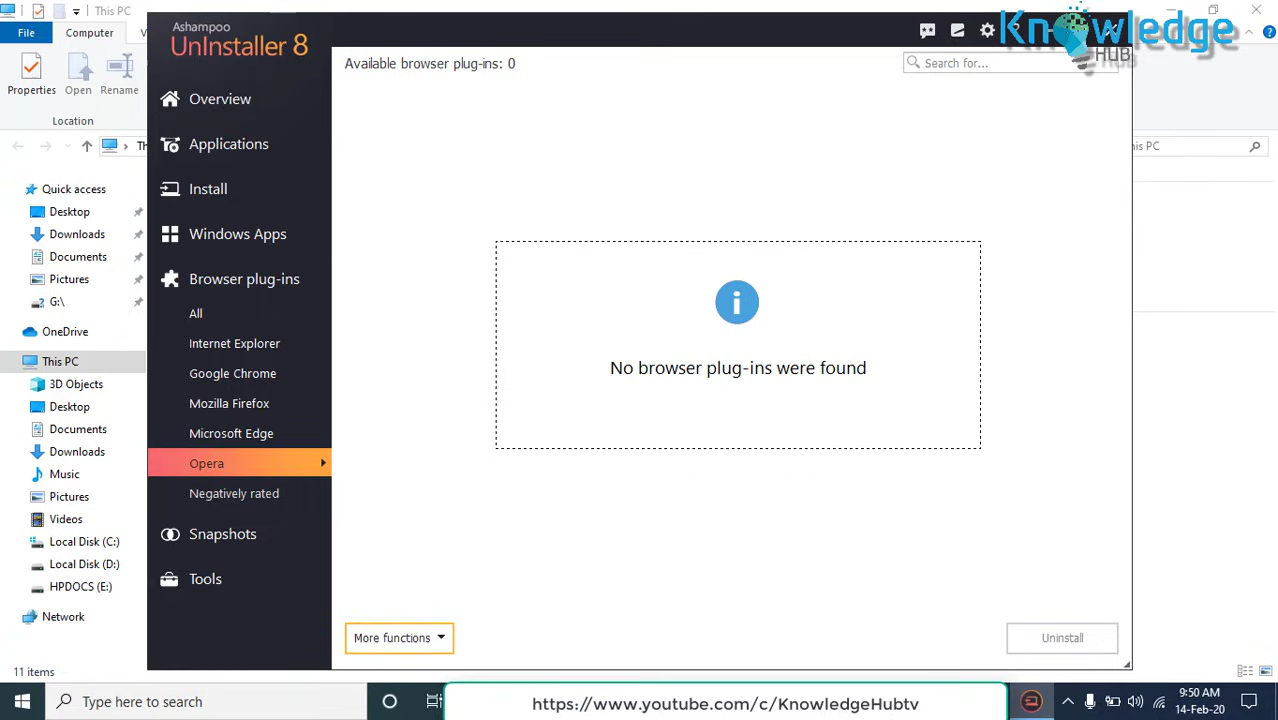 This PC
File
Computer
V
Properties
Open
Rename
Location
Th
Quick access
Desktop
Downloads
Documents
Pictures
G:\
OneDrive
This PC
3D Objects
Desktop
Documents
Downloads
Music
Pictures
Videos
Local Disk (C:)
Local Disk (D:)
HPDOCS (E:)
Network
11 items
Ashampoo
UnInstaller 8
Overview
Applications
Install
Windows Apps
Browser plug-ins
All
Internet Explorer
Google Chrome
Mozilla Firefox
Microsoft Edge
Opera
Negatively rated
Snapshots
Tools
Available browser plug-ins: 0
Search for...
No browser plug-ins were found
More functions
Uninstall
Knowledge
HUB
his PC
Type here to search
https://www.youtube.com/c/KnowledgeHubtv
9:50 AM
14-Feb-20